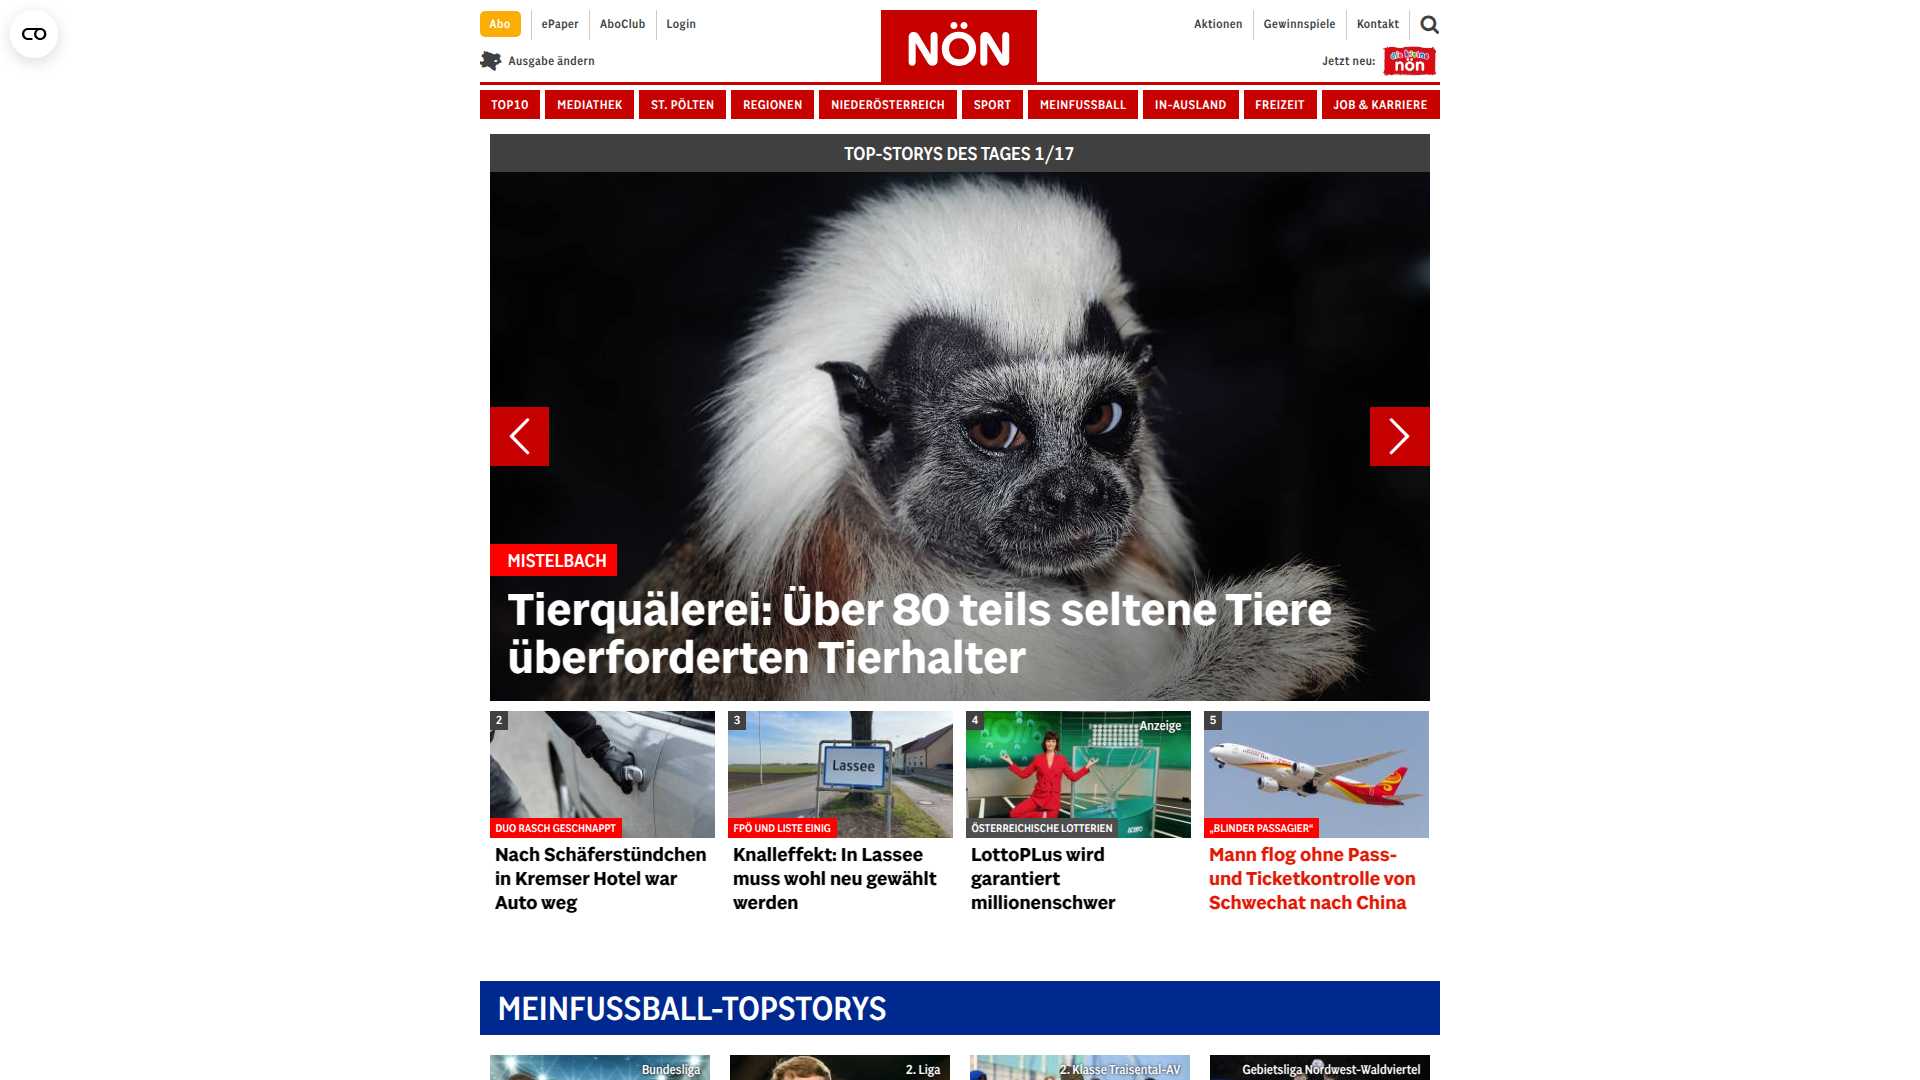 Abo
ePaper
AboClub
Login
NÖN
Aktionen
Gewinnspiele
Kontakt
Ausgabe ändern
Jetzt neu:
die kleine
nön
TOP10
MEDIATHEK
ST. PÖLTEN
REGIONEN
NIEDERÖSTERREICH
SPORT
MEINFUSSBALL
IN-AUSLAND
FREIZEIT
JOB & KARRIERE
TOP-STORYS DES TAGES 1/17
MISTELBACH
Tierquälerei: Über 80 teils seltene Tiere
überforderten Tierhalter
2
DUO RASCH GESCHNAPPT
Nach Schäferstündchen
in Kremser Hotel war
Auto weg
3
Lassee
FPÖ UND LISTE EINIG
Knalleffekt: In Lassee
muss wohl neu gewählt
werden
4
Anzeige
ÖSTERREICHISCHE LOTTERIEN
LottoPLus wird
garantiert
millionenschwer
5
„BLINDER PASSAGIER“
Mann flog ohne Pass-
und Ticketkontrolle von
Schwechat nach China
MEINFUSSBALL-TOPSTORYS
Bundesliga
2. Liga
2. Klasse Traisental-AV
Gebietsliga Nordwest-Waldviertel